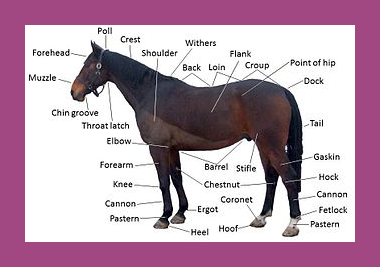 Poll
Crest
Forehead
Withers
Shoulder
Flank
Back
Loin
Croup
Point of hip
Muzzle
Dock
Chin groove
Throat latch
Tail
Elbow
Gaskin
Forearm
Barrel
Stifle
Hock
Knee
Chestnut
Cannon
Cannon
Coronet
Ergot
Fetlock
Pastern
Pastern
Heel
Hoof